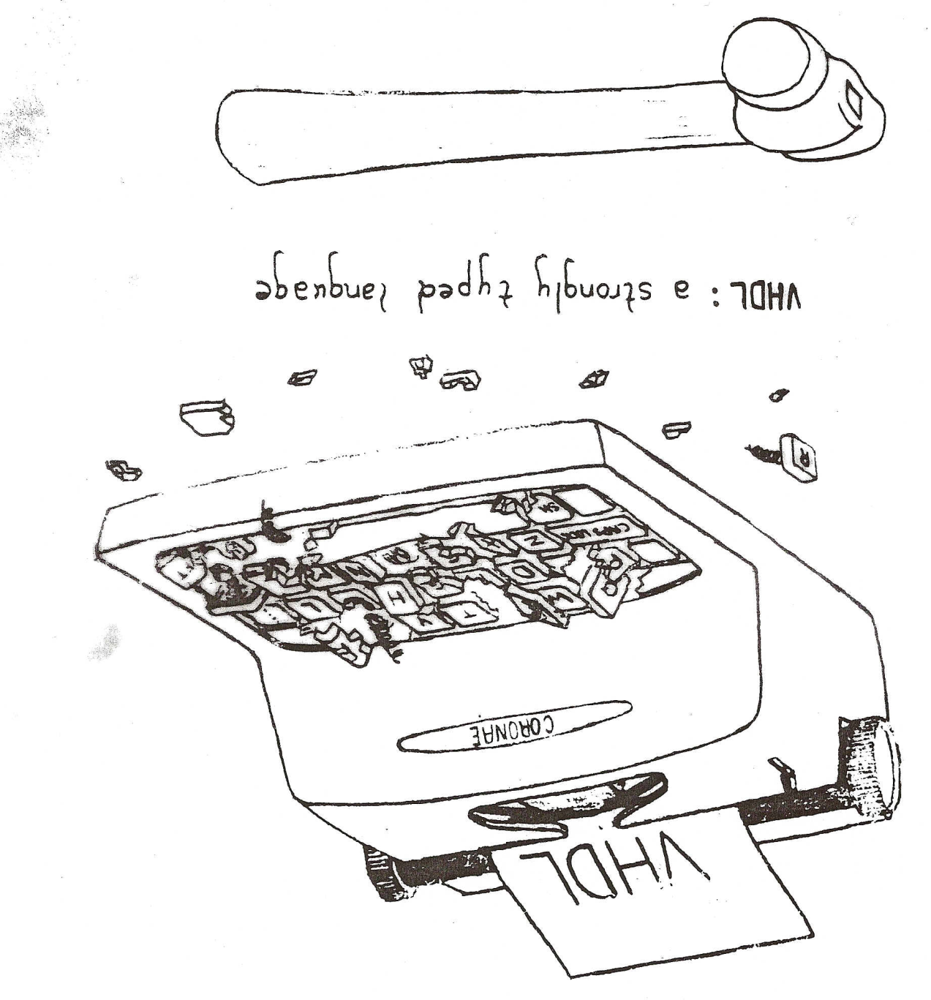 VHDL
CORONAE
W T Y
D H L
CAPS LOCK Z
R
VHDL: a strongly typed language